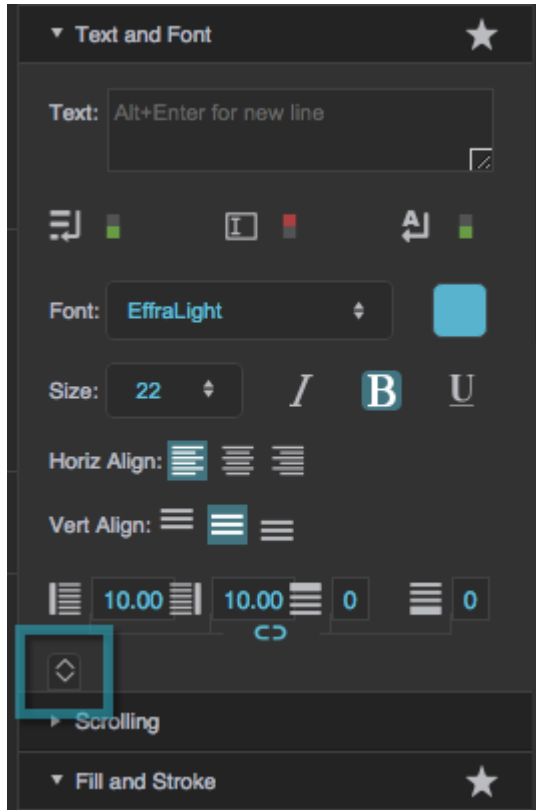 Text and Font
Text: Alt+Enter for new line
Font: EffraLight
Size: 22 I B U
Horiz Align:
Vert Align:
10.00 10.00 0 0
Scrolling
Fill and Stroke